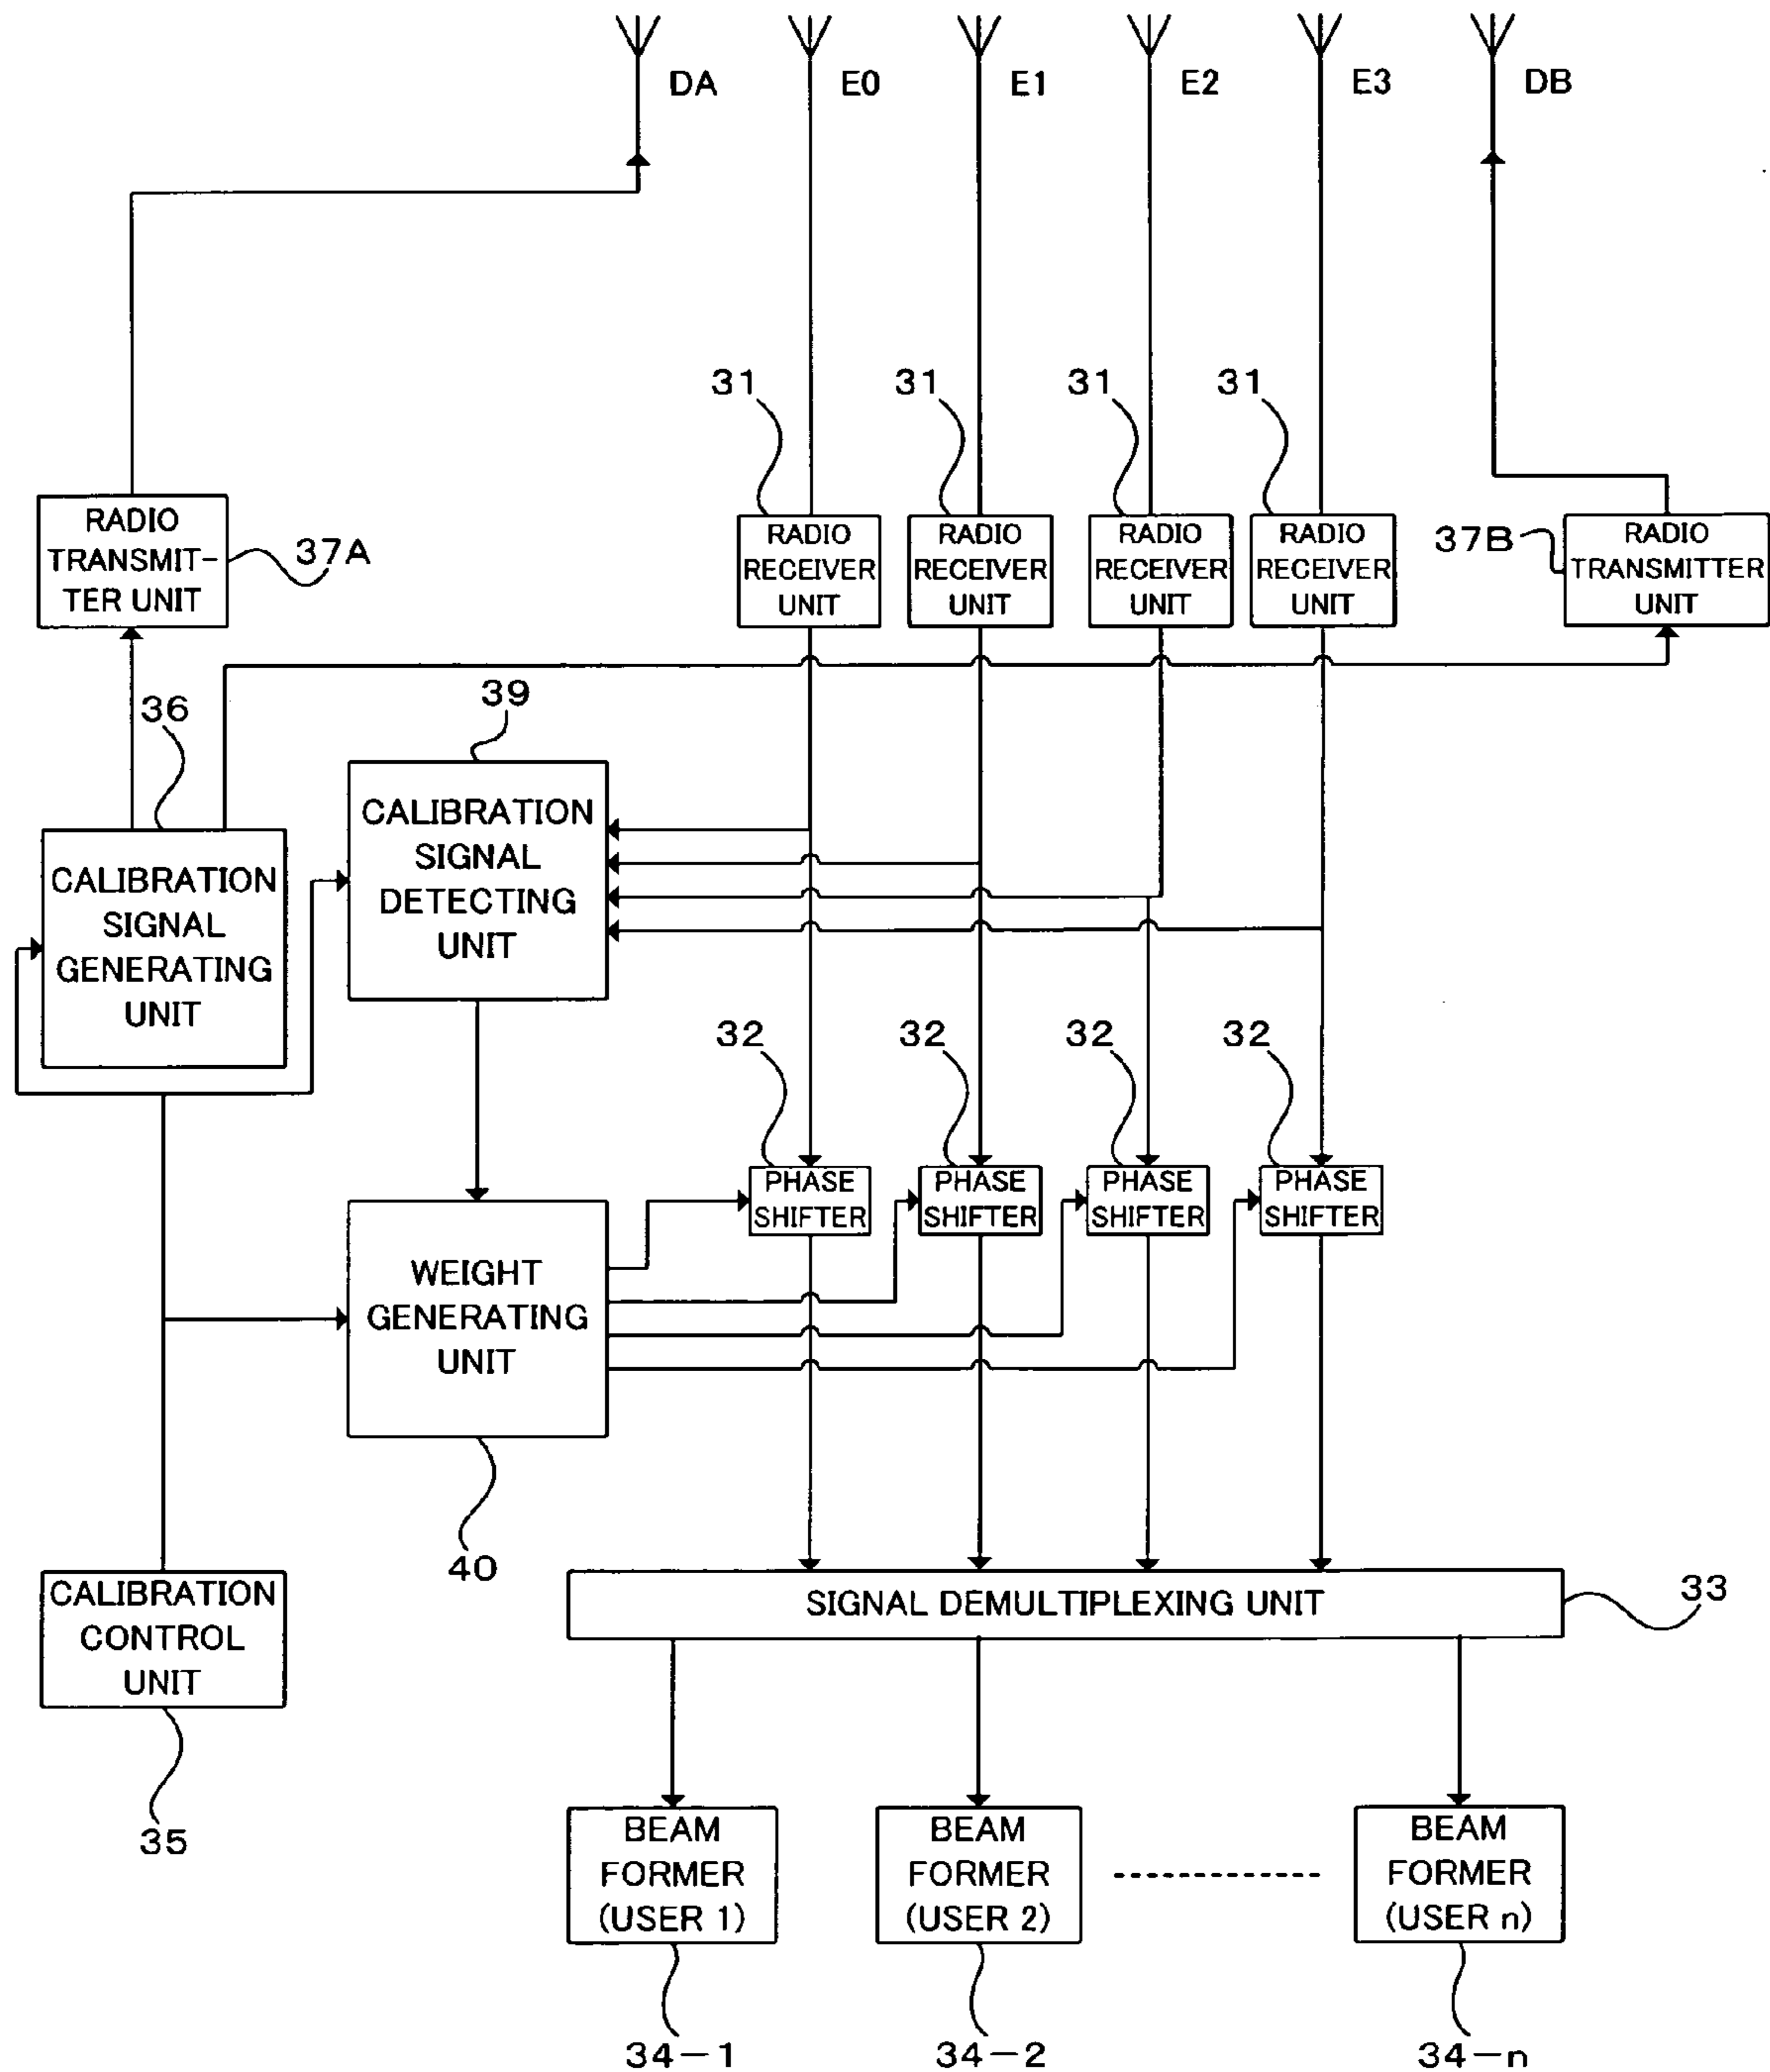 DA
E0
E1
E2
E3
DB
31
31
31
31
RADIO
TRANSMIT-
TER UNIT
37A
RADIO
RECEIVER
UNIT
RADIO
RECEIVER
UNIT
RADIO
RECEIVER
UNIT
RADIO
RECEIVER
UNIT
37B
RADIO
TRANSMITTER
UNIT
36
39
CALIBRATION
SIGNAL
GENERATING
UNIT
CALIBRATION
SIGNAL
DETECTING
UNIT
32
32
32
32
PHASE
SHIFTER
PHASE
SHIFTER
PHASE
SHIFTER
PHASE
SHIFTER
WEIGHT
GENERATING
UNIT
40
CALIBRATION
CONTROL
UNIT
35
SIGNAL DEMULTIPLEXING UNIT
33
BEAM
FORMER
(USER 1)
BEAM
FORMER
(USER 2)
BEAM
FORMER
(USER n)
34-1
34-2
34-n